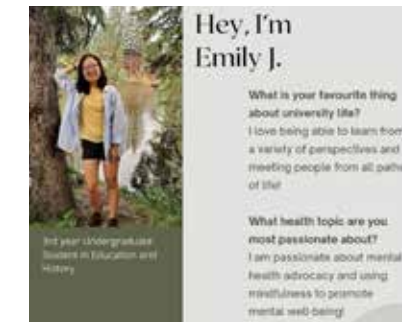 Hey, I'm
Emily J.
What is your favourite thing
about university life?
I love being able to learn from
a variety of perspectives and
meeting people from all paths
of life!
What health topic are you
most passionate about?
I am passionate about mental
health advocacy and using
mindfulness to promote
mental well-being!
3rd year Undergraduate
Student in Education and
History